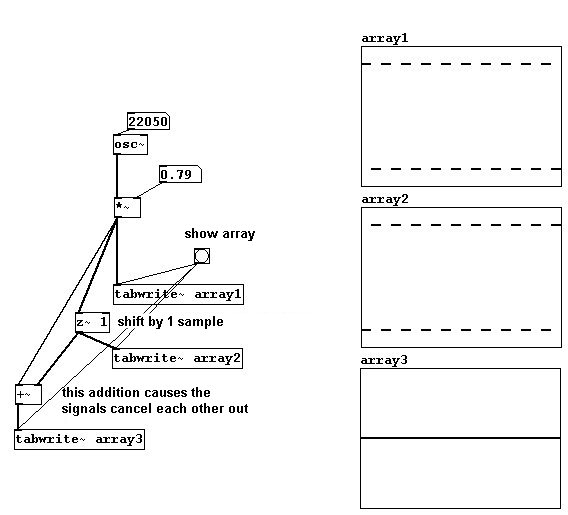 array1
22050
osc~
0.79
*~
array2
show array
tabwrite~ array1
z~ 1
shift by 1 sample
tabwrite~ array2
array3
+~
this addition causes the
signals cancel each other out
tabwrite~ array3